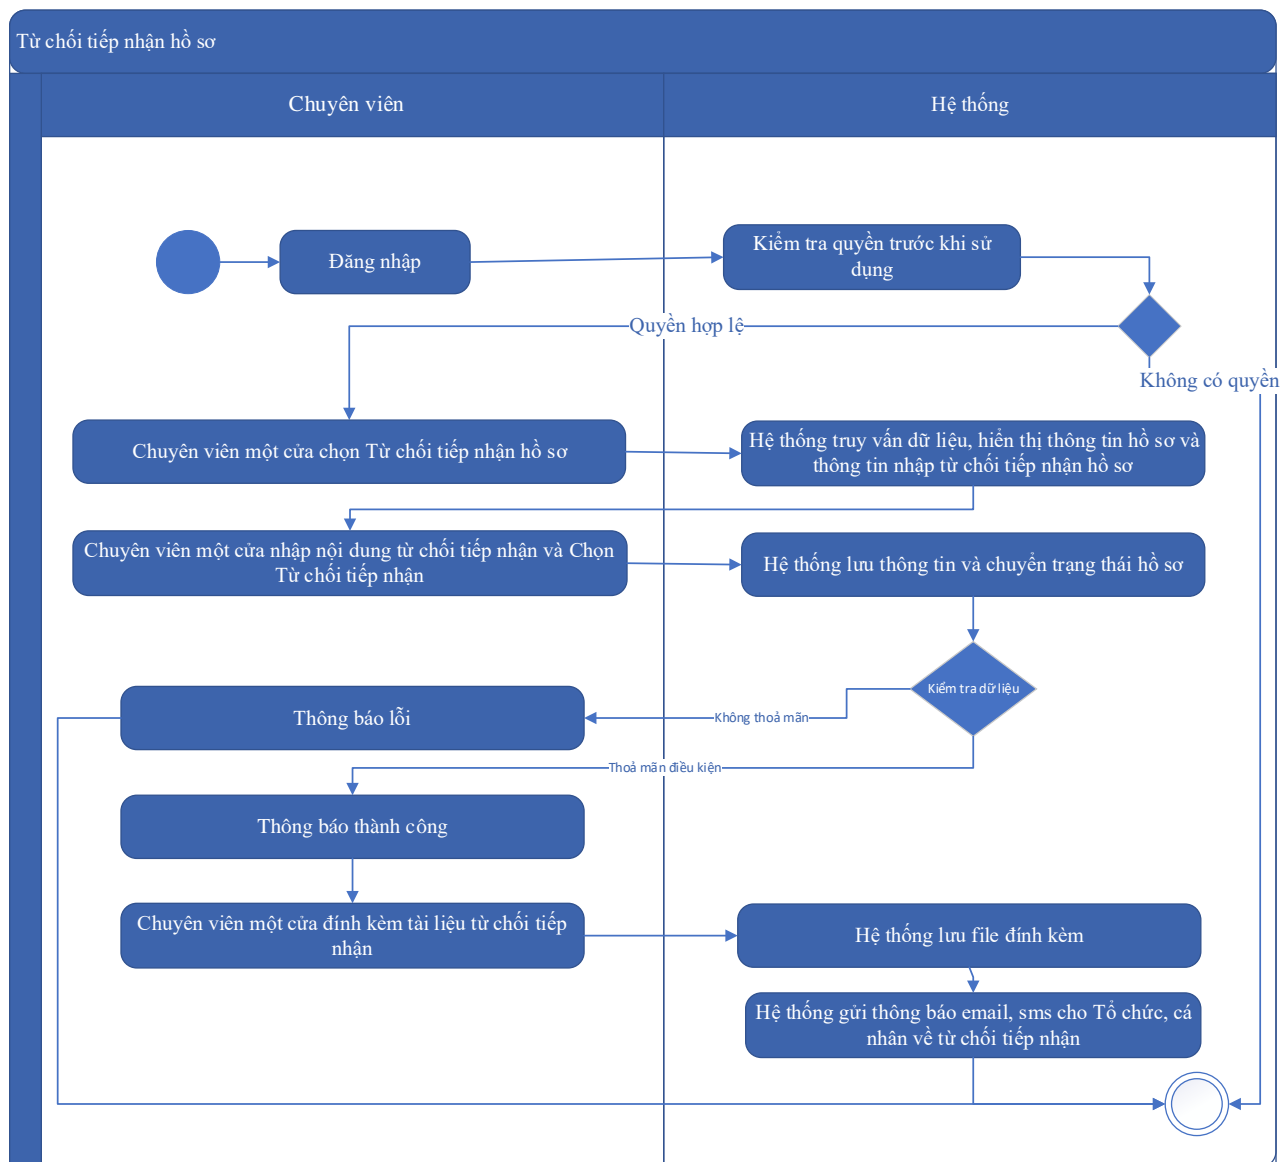 Từ chối tiếp nhận hồ sơ
Chuyên viên
Hệ thống
Đăng nhập
Kiểm tra quyền trước khi sử
dụng
Quyền hợp lệ
Không có quyền
Chuyên viên một cửa chọn Từ chối tiếp nhận hồ sơ
Hệ thống truy vấn dữ liệu, hiển thị thông tin hồ sơ và
thông tin nhập từ chối tiếp nhận hồ sơ
Chuyên viên một cửa nhập nội dung từ chối tiếp nhận và Chọn
Từ chối tiếp nhận
Hệ thống lưu thông tin và chuyển trạng thái hồ sơ
Kiểm tra dữ liệu
Thông báo lỗi
Không thoả mãn
Thoả mãn điều kiện
Thông báo thành công
Chuyên viên một cửa đính kèm tài liệu từ chối tiếp
nhận
Hệ thống lưu file đính kèm
Hệ thống gửi thông báo email, sms cho Tổ chức, cá
nhân về từ chối tiếp nhận